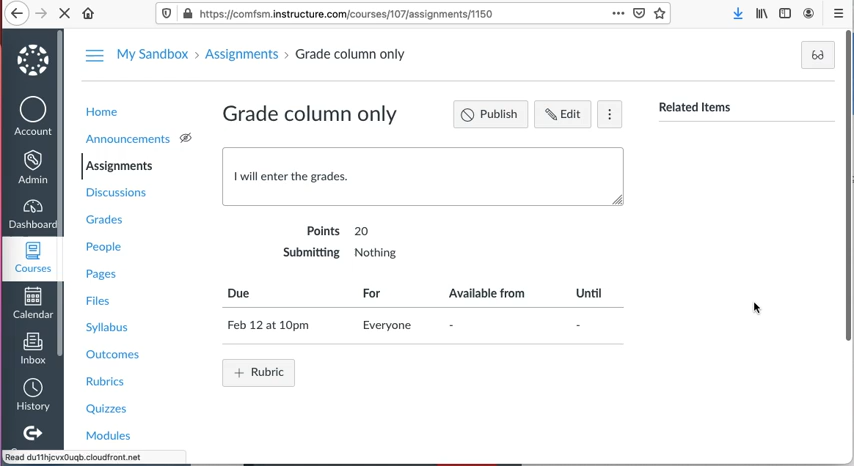 https://comfsm.instructure.com/courses/107/assignments/1150
My Sandbox › Assignments › Grade column only
Account
Admin
Dashboard
Courses
Calendar
Inbox
History
Home
Announcements
Assignments
Discussions
Grades
People
Pages
Files
Syllabus
Outcomes
Rubrics
Quizzes
Modules
Grade column only
Publish
Edit
I will enter the grades.
Points 20
Submitting Nothing
Due For Available from Until
Feb 12 at 10pm Everyone - -
+ Rubric
Related Items
Read du11hjcvx0uqb.cloudfront.net